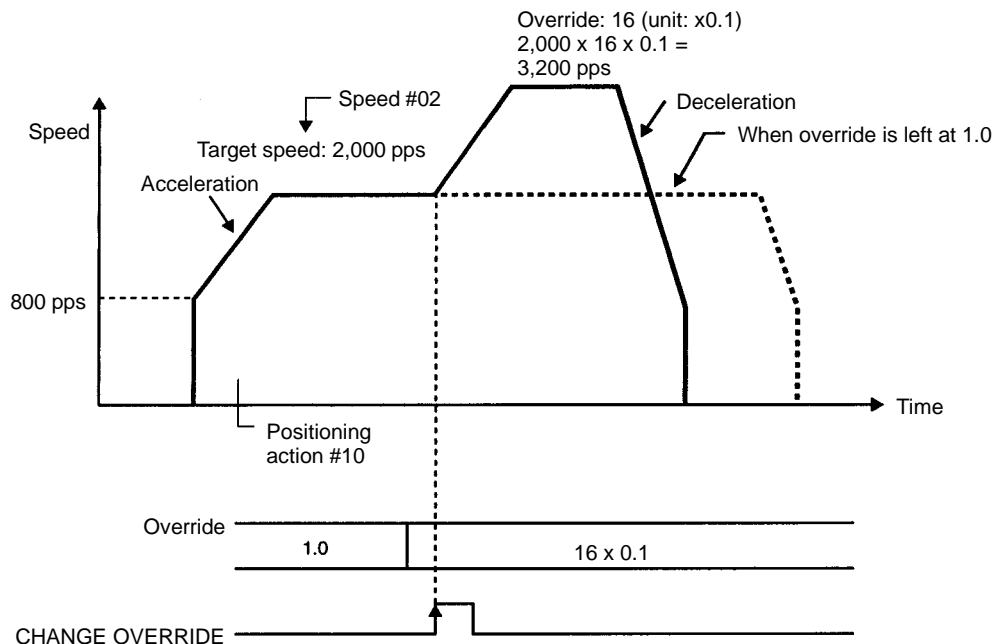 Override: 16 (unit: x0.1)
2,000 x 16 x 0.1 =
3,200 pps
Speed #02
Deceleration
Speed
When override is left at 1.0
Target speed: 2,000 pps
Acceleration
800 pps
Time
Positioning
action #10
Override
1.0
16 x 0.1
CHANGE OVERRIDE